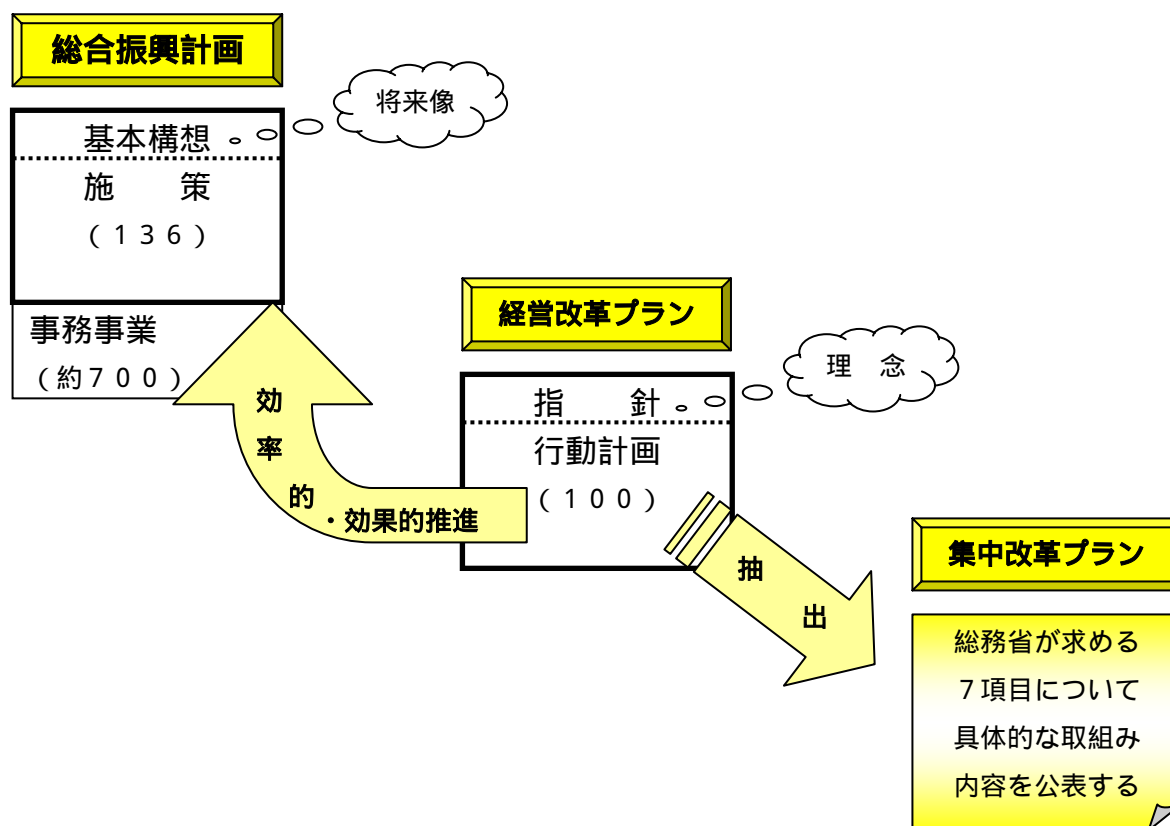 総合振興計画
将来像
基本構想
施　　策
（１３６）
事務事業
（約７００）
効率的・効果的推進
経営改革プラン
理　念
指　　針
行動計画
（１００）
抽出
集中改革プラン
総務省が求める
７項目について
具体的な取組み
内容を公表する